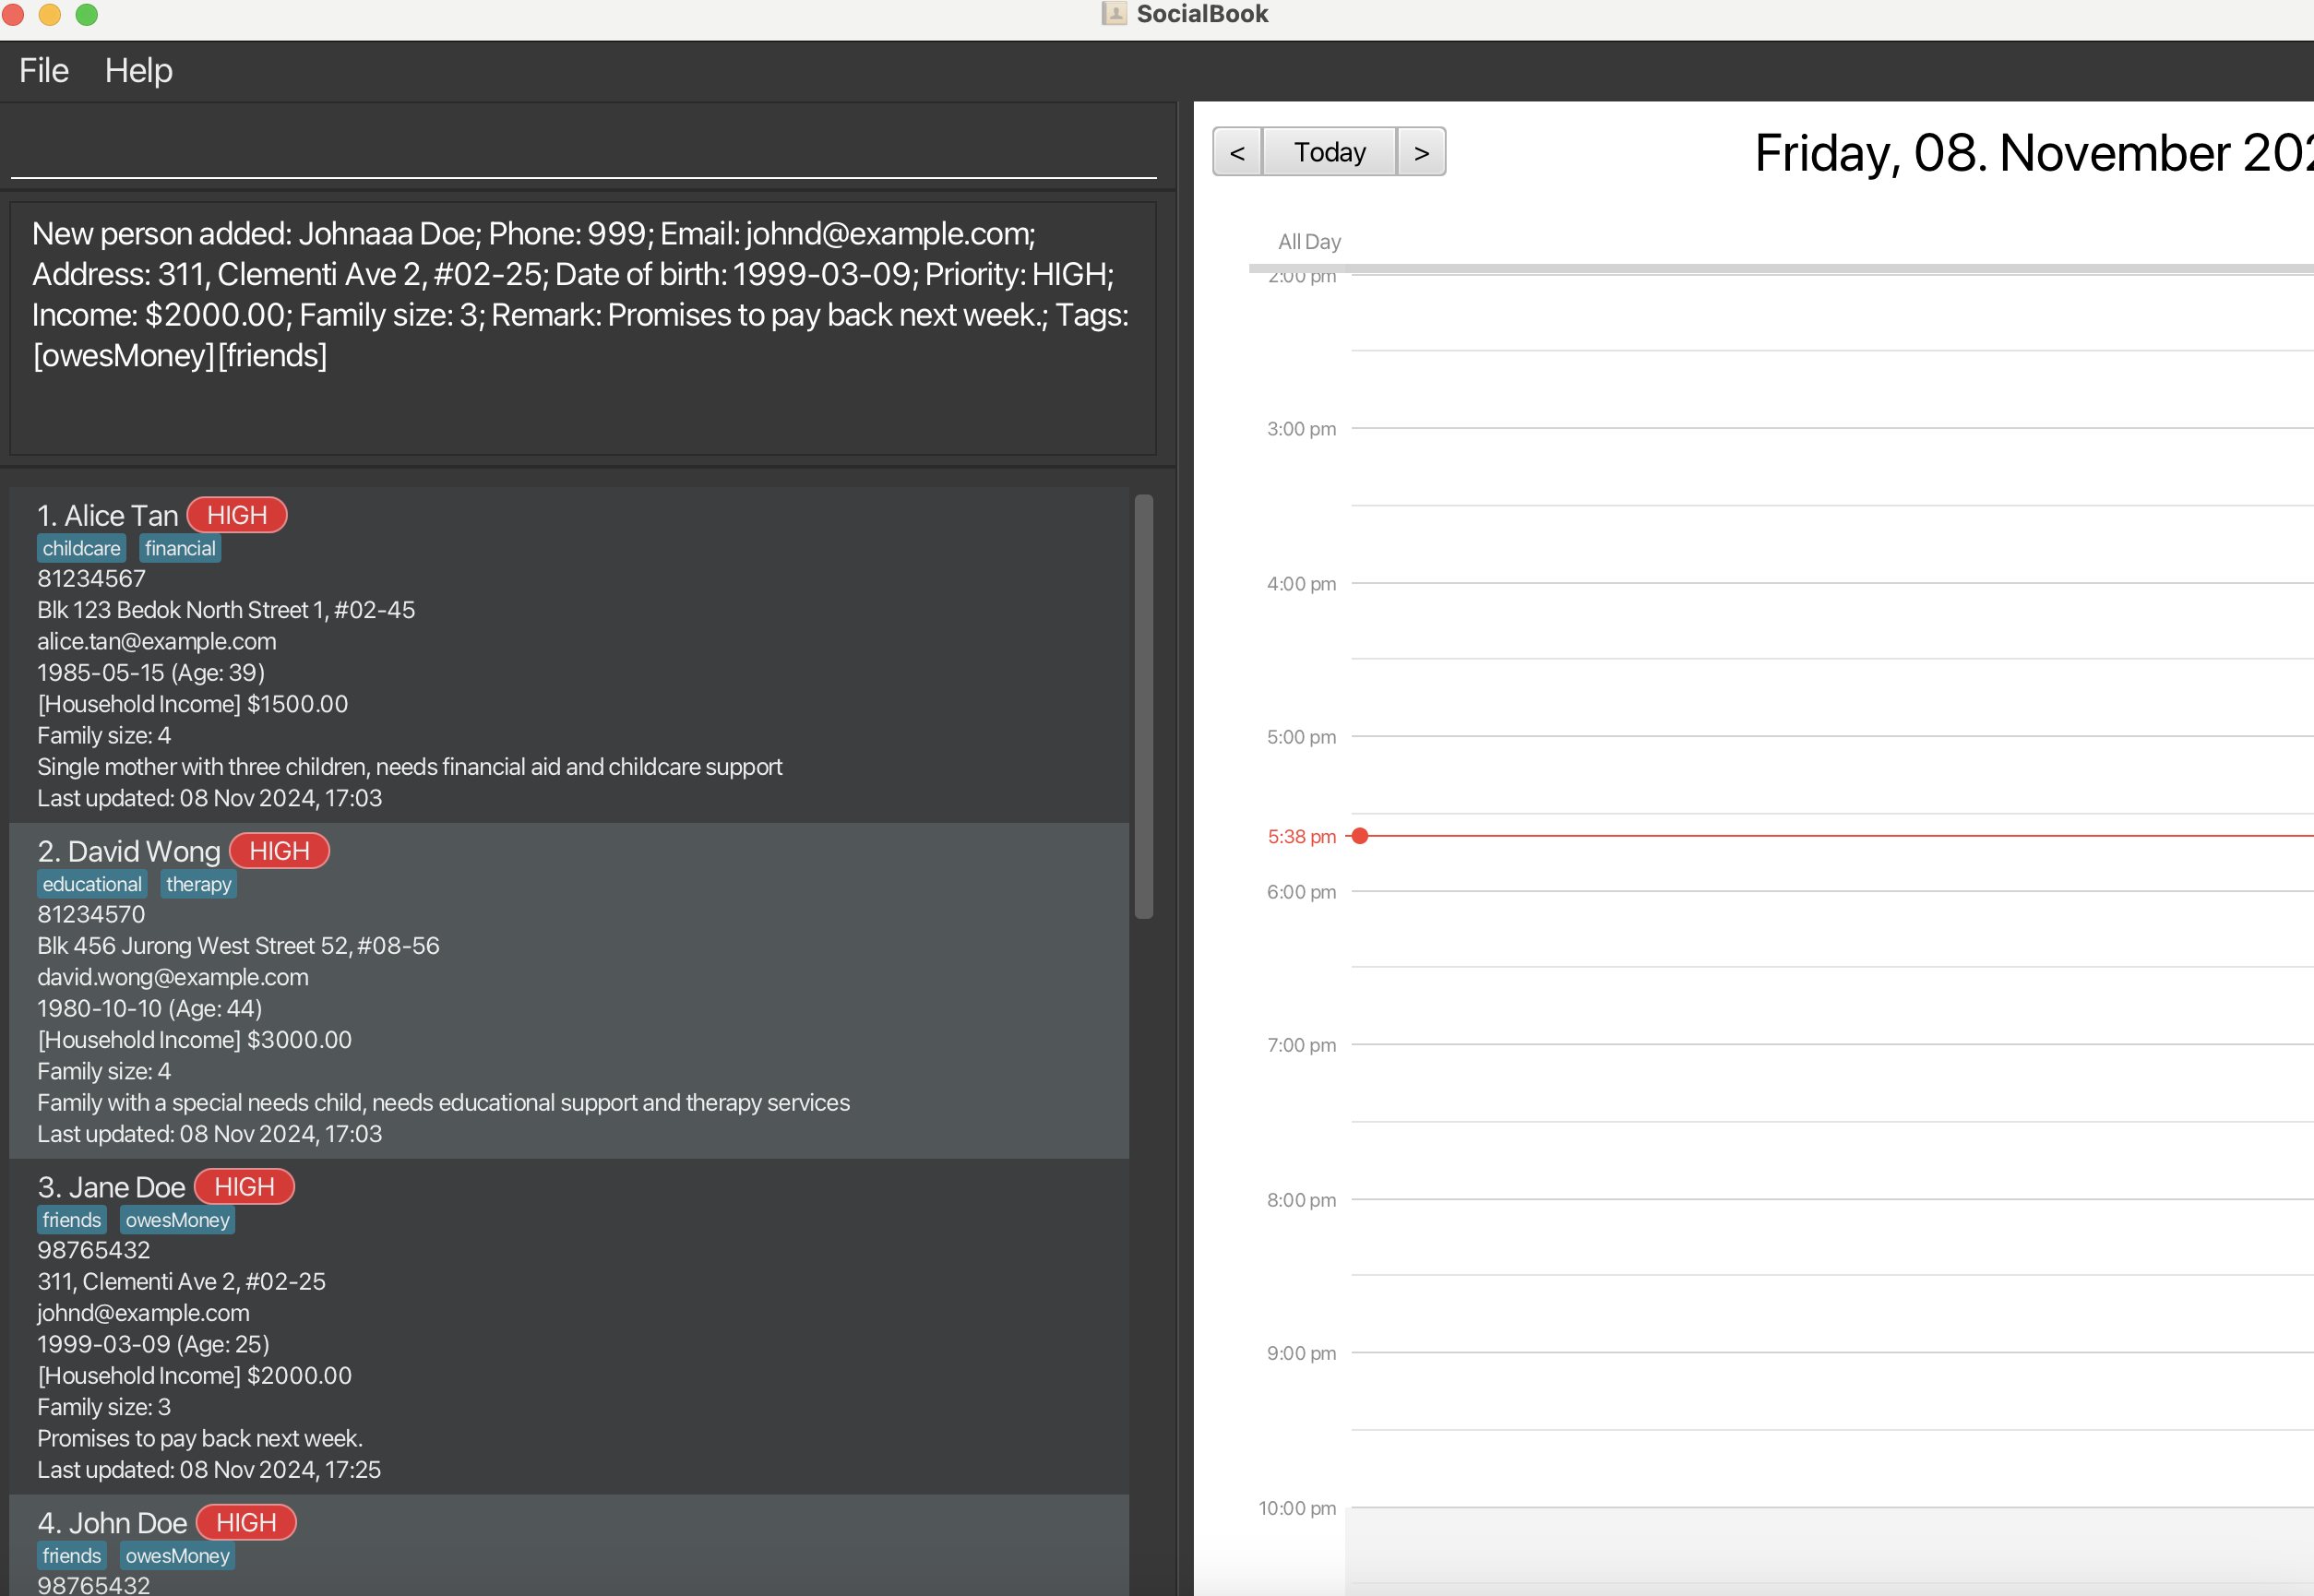 SocialBook
File Help
New person added: Johnaaa Doe; Phone: 999; Email: johnd@example.com;
Address: 311, Clementi Ave 2, #02-25; Date of birth: 1999-03-09; Priority: HIGH;
Income: $2000.00; Family size: 3; Remark: Promises to pay back next week.; Tags:
[owesMoney][friends]
1. Alice Tan HIGH
childcare financial
81234567
Blk 123 Bedok North Street 1, #02-45
alice.tan@example.com
1985-05-15 (Age: 39)
[Household Income] $1500.00
Family size: 4
Single mother with three children, needs financial aid and childcare support
Last updated: 08 Nov 2024, 17:03
2. David Wong HIGH
educational therapy
81234570
Blk 456 Jurong West Street 52, #08-56
david.wong@example.com
1980-10-10 (Age: 44)
[Household Income] $3000.00
Family size: 4
Family with a special needs child, needs educational support and therapy services
Last updated: 08 Nov 2024, 17:03
3. Jane Doe HIGH
friends owesMoney
98765432
311, Clementi Ave 2, #02-25
johnd@example.com
1999-03-09 (Age: 25)
[Household Income] $2000.00
Family size: 3
Promises to pay back next week.
Last updated: 08 Nov 2024, 17:25
4. John Doe HIGH
friends owesMoney
98765432
< Today >
Friday, 08. November
All Day
2:00 pm
3:00 pm
4:00 pm
5:00 pm
5:38 pm
6:00 pm
7:00 pm
8:00 pm
9:00 pm
10:00 pm